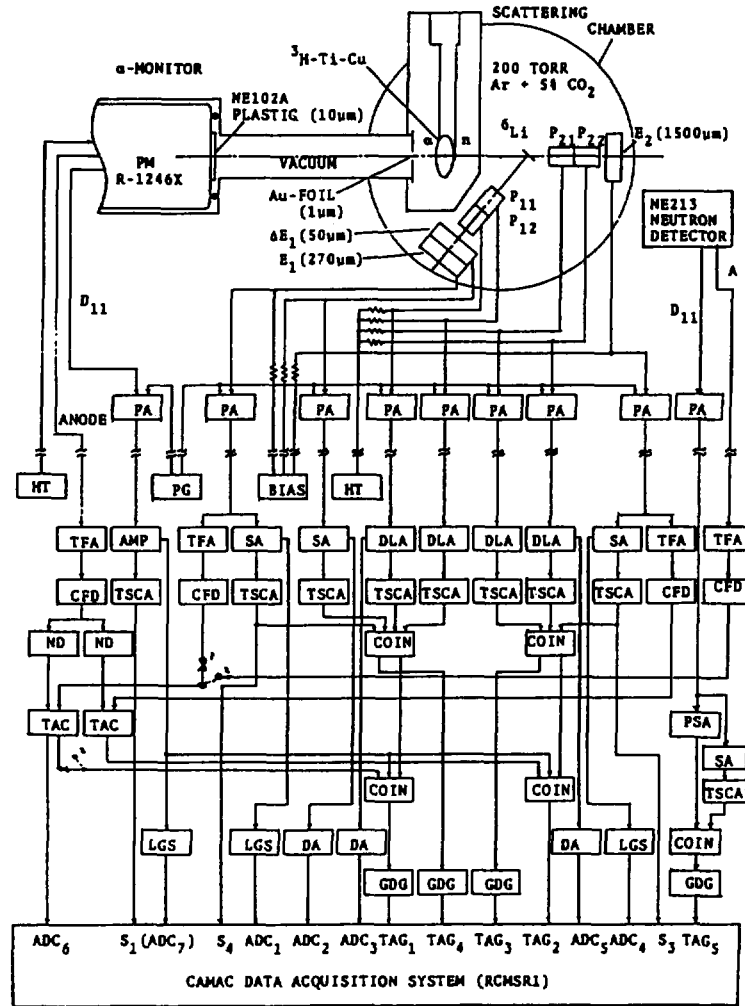 SCATTERING
CHAMBER
³H-Ti-Cu
α-MONITOR
200 TORR
Ar + 5% CO₂
NE102A
PLASTIC (10μm)
⁶Li
P₂₁
P₂₂
E₂ (1500μm)
α
n
PM
R-1246X
VACUUM
Au-FOIL
(1μm)
P₁₁
P₁₂
ΔE₁ (50μm)
E₁ (270μm)
NE213
NEUTRON
DETECTOR
A
D₁₁
D₁₁
ANODE
PA PA PA PA PA PA PA PA PA
HT PG BIAS HT
TFA AMP TFA SA SA DLA DLA DLA DLA SA TFA TFA
CFD TSCA CFD TSCA TSCA TSCA TSCA TSCA TSCA TSCA CFD CFD
ND ND COIN COIN
TAC TAC PSA
SA
TSCA
COIN COIN
LGS LGS DA DA DA LGS COIN
GDG GDG GDG GDG
ADC₆ S₁ (ADC₇) S₄ ADC₁ ADC₂ ADC₃ TAG₁ TAG₄ TAG₃ TAG₂ ADC₅ ADC₄ S₃ TAG₅
CAMAC DATA ACQUISITION SYSTEM (RCMSR1)